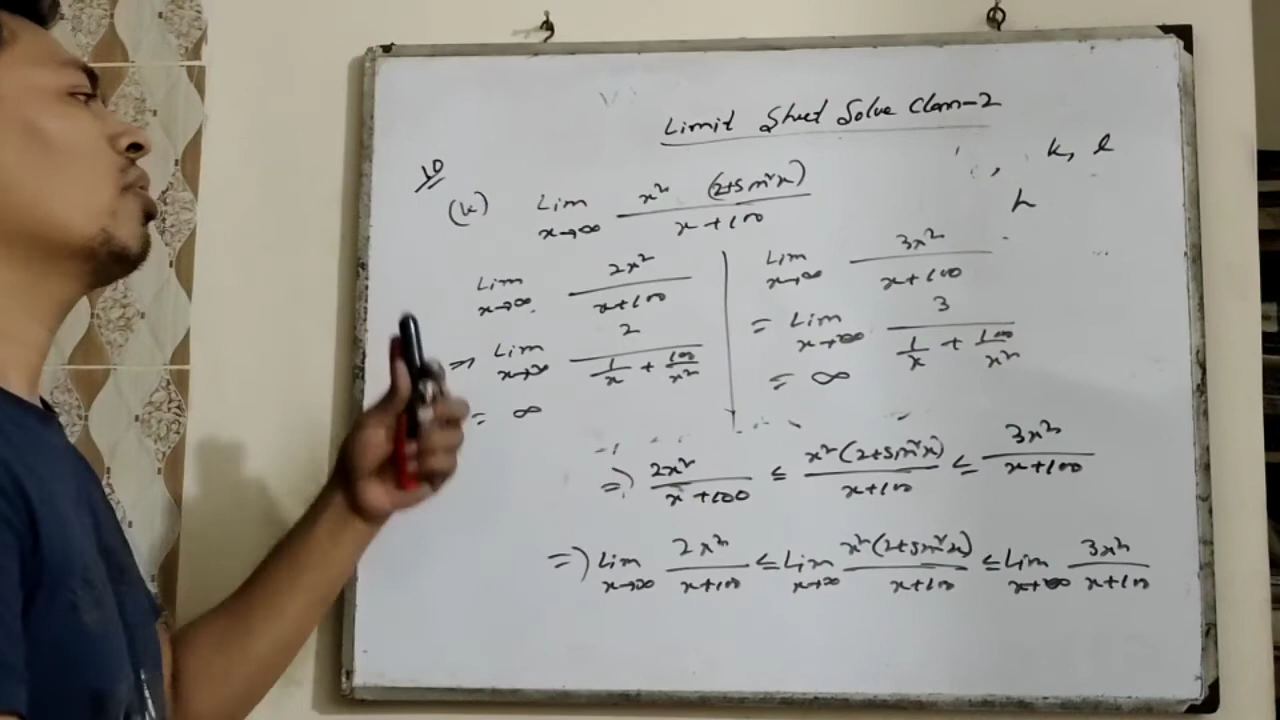 Limit Sheet Solve Class-2
k, l
h
10
(k) Lim x→∞ x² (2+sin²x) / x+100
Lim x→∞ 2x² / x+100
⇒ Lim x→∞ 2 / 1/x + 100/x²
= ∞
Lim x→∞ 3x² / x+100
= Lim x→∞ 3 / 1/x + 100/x²
= ∞
⇒ 2x² / x+100 ≤ x²(2+sin²x) / x+100 ≤ 3x² / x+100
⇒ Lim x→∞ 2x² / x+100 ≤ Lim x→∞ x²(2+sin²x) / x+100 ≤ Lim x→∞ 3x² / x+100